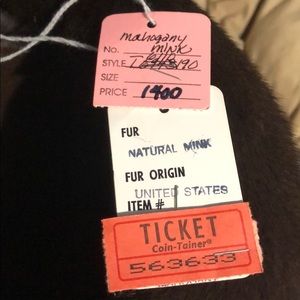 mahogany
No. mink
STYLE 190
SIZE
PRICE 1400
FUR
NATURAL MINK
FUR ORIGIN
UNITED STATES
ITEM #
TICKET
Coin-Tainer®
563633